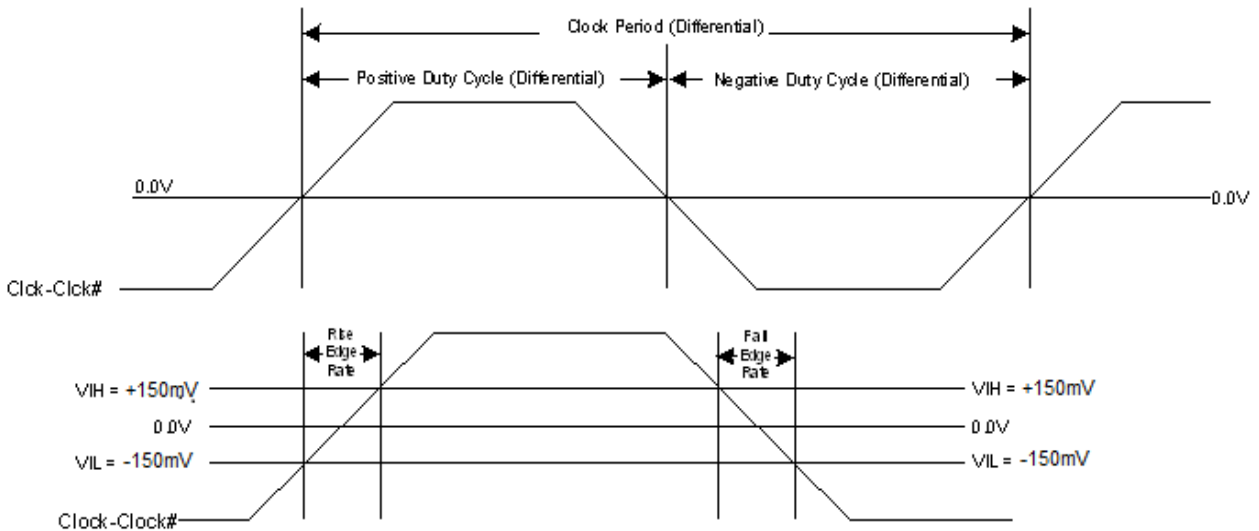 Clock Period (Differential)
Positive Duty Cycle (Differential)
Negative Duty Cycle (Differential)
0.0V
0.0V
Clck-Clck#
Rise
Edge
Rate
Fall
Edge
Rate
VIH = +150mV
VIH = +150mV
0.0V
0.0V
VIL = -150mV
VIL = -150mV
Clock-Clock#